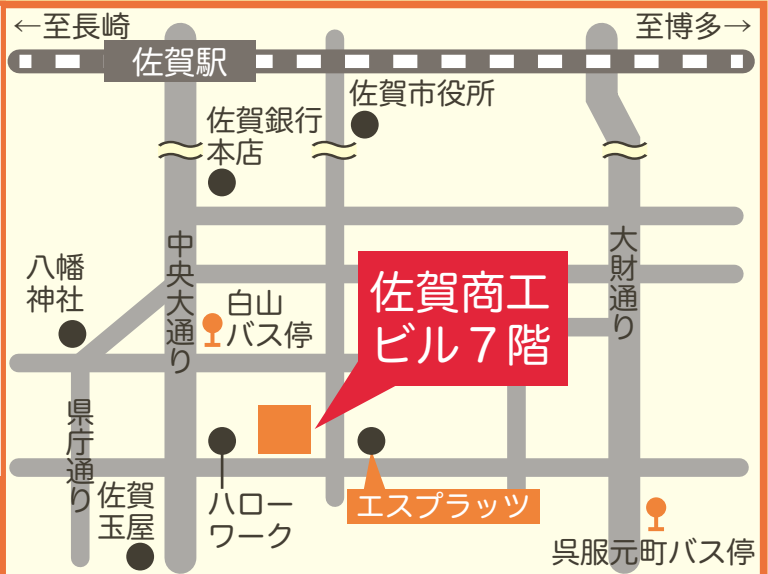 ←至長崎
至博多→
佐賀駅
佐賀市役所
佐賀銀行
本店
中央大通り
大財通り
八幡
神社
白山
バス停
佐賀商工
ビル７階
県庁通り
佐賀
玉屋
ハロー
ワーク
エスプラッツ
呉服元町バス停